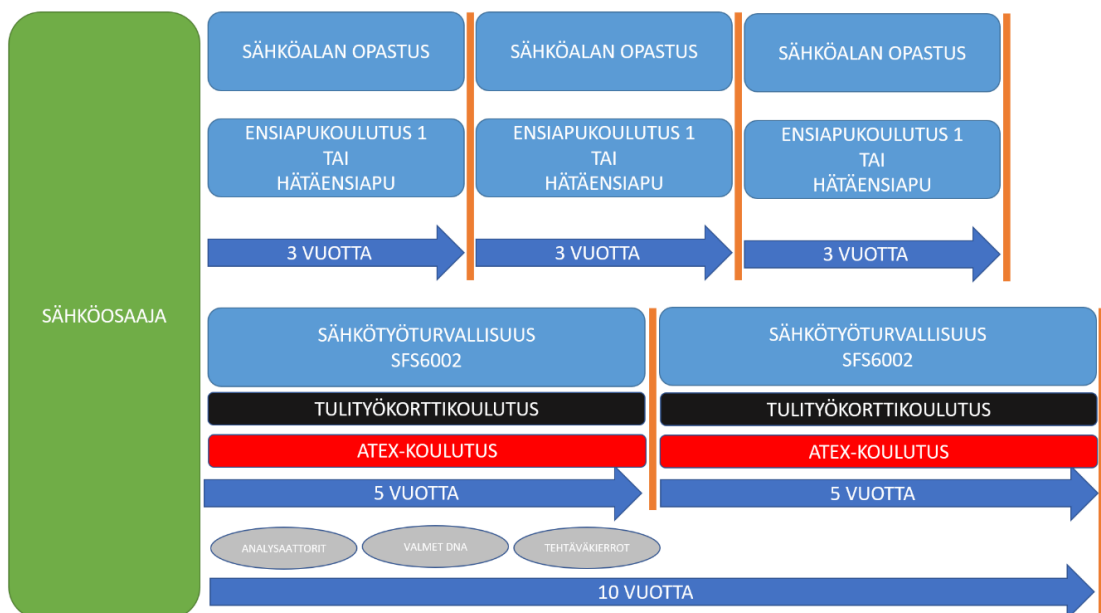 SÄHKÖOSAAJA
SÄHKÖALAN OPASTUS
SÄHKÖALAN OPASTUS
SÄHKÖALAN OPASTUS
ENSIAPUKOULUTUS 1
TAI
HÄTÄENSIAPU
ENSIAPUKOULUTUS 1
TAI
HÄTÄENSIAPU
ENSIAPUKOULUTUS 1
TAI
HÄTÄENSIAPU
3 VUOTTA
3 VUOTTA
3 VUOTTA
SÄHKÖTYÖTURVALLISUUS
SFS6002
SÄHKÖTYÖTURVALLISUUS
SFS6002
TULITYÖKORTTIKOULUTUS
TULITYÖKORTTIKOULUTUS
ATEX-KOULUTUS
ATEX-KOULUTUS
5 VUOTTA
5 VUOTTA
ANALYSAATTORIT
VALMET DNA
TEHTÄVÄKIERROT
10 VUOTTA